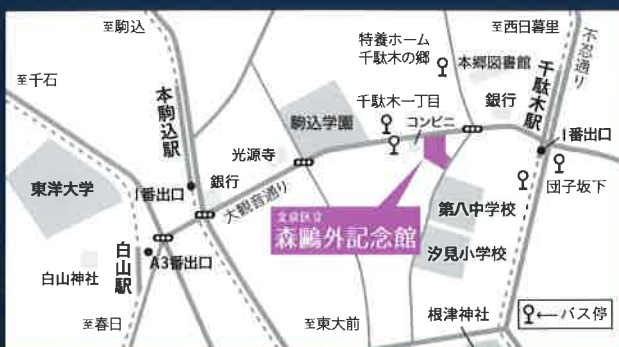 至駒込
至西日暮里
不忍通り
特養ホーム
千駄木の郷
本郷図書館
千駄木駅
至千石
本駒込駅
千駄木一丁目
銀行
コンビニ
駒込学園
1番出口
光源寺
東洋大学
1番出口
銀行
大観音通り
団子坂下
第八中学校
文京区立
森鷗外記念館
汐見小学校
白山駅
A3番出口
白山神社
根津神社
至春日
至東大前
←バス停